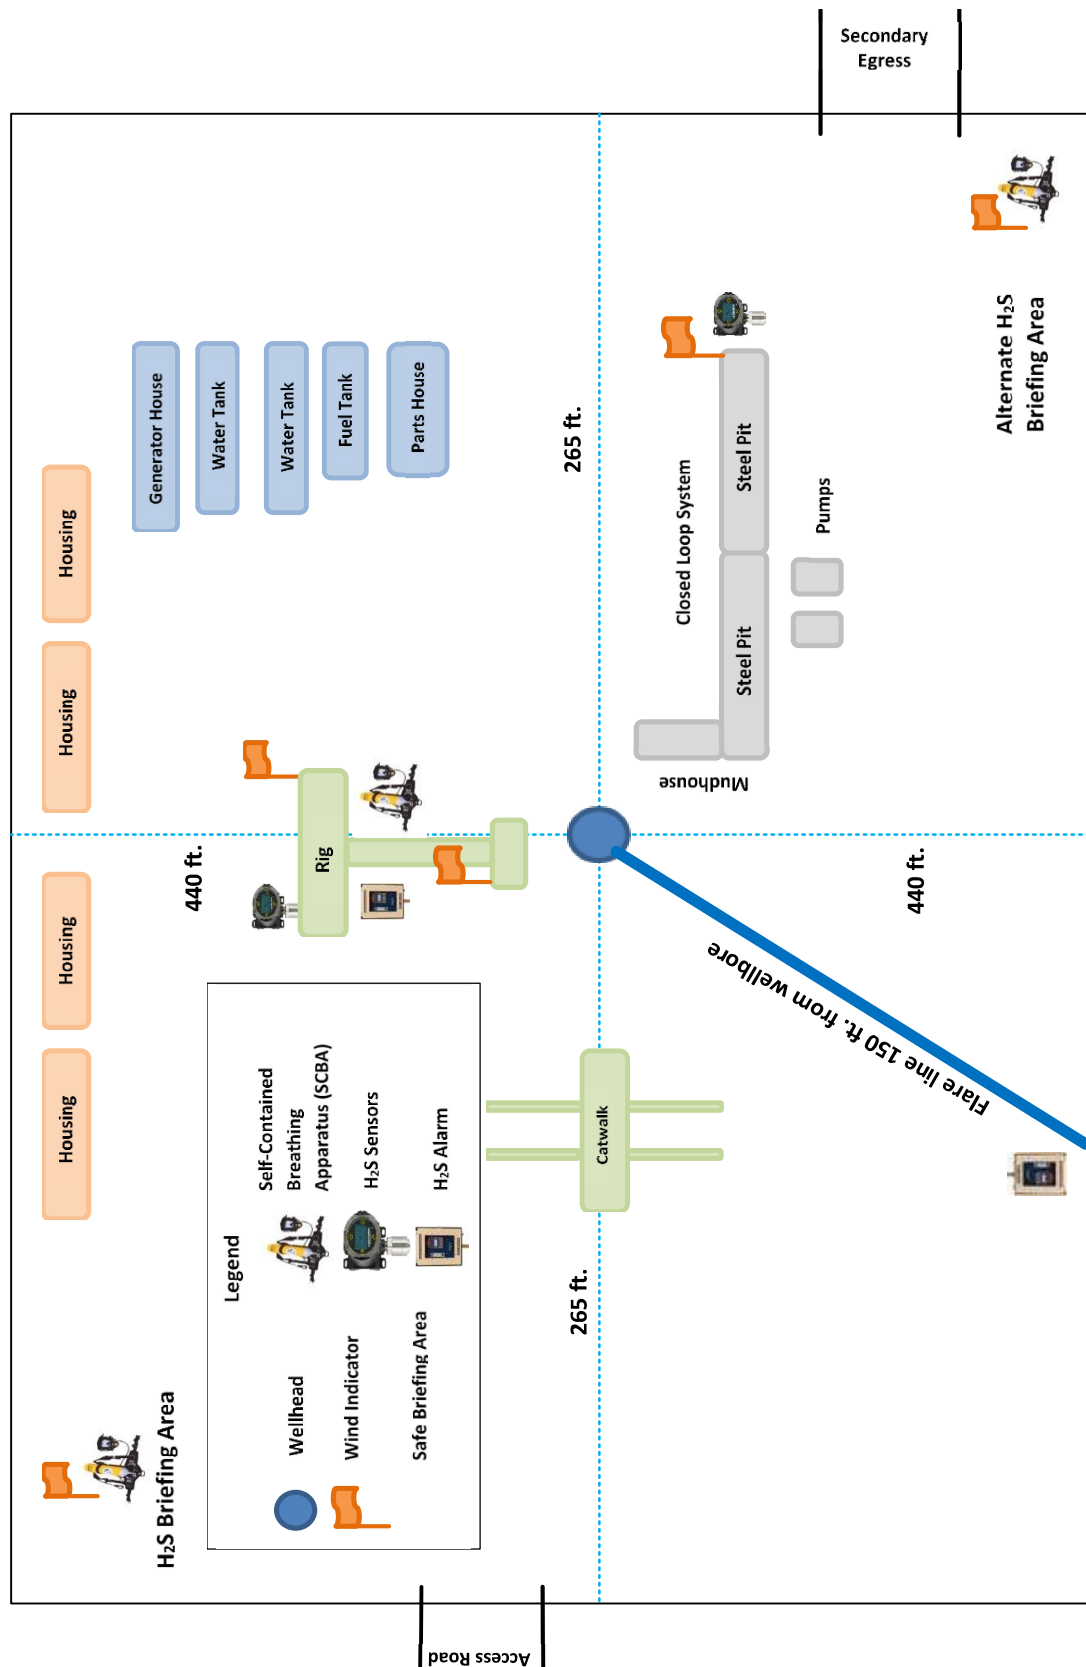 Secondary
Egress
Alternate H₂S
Briefing Area
265 ft.
Generator House
Water Tank
Water Tank
Fuel Tank
Parts House
Housing
Housing
Housing
Housing
Closed Loop System
Steel Pit
Steel Pit
Pumps
Mudhouse
440 ft.
Rig
440 ft.
Flare line 150 ft. from wellbore
Catwalk
265 ft.
Legend
Self-Contained
Breathing
Apparatus (SCBA)
H₂S Sensors
H₂S Alarm
Wellhead
Wind Indicator
Safe Briefing Area
H₂S Briefing Area
Access Road